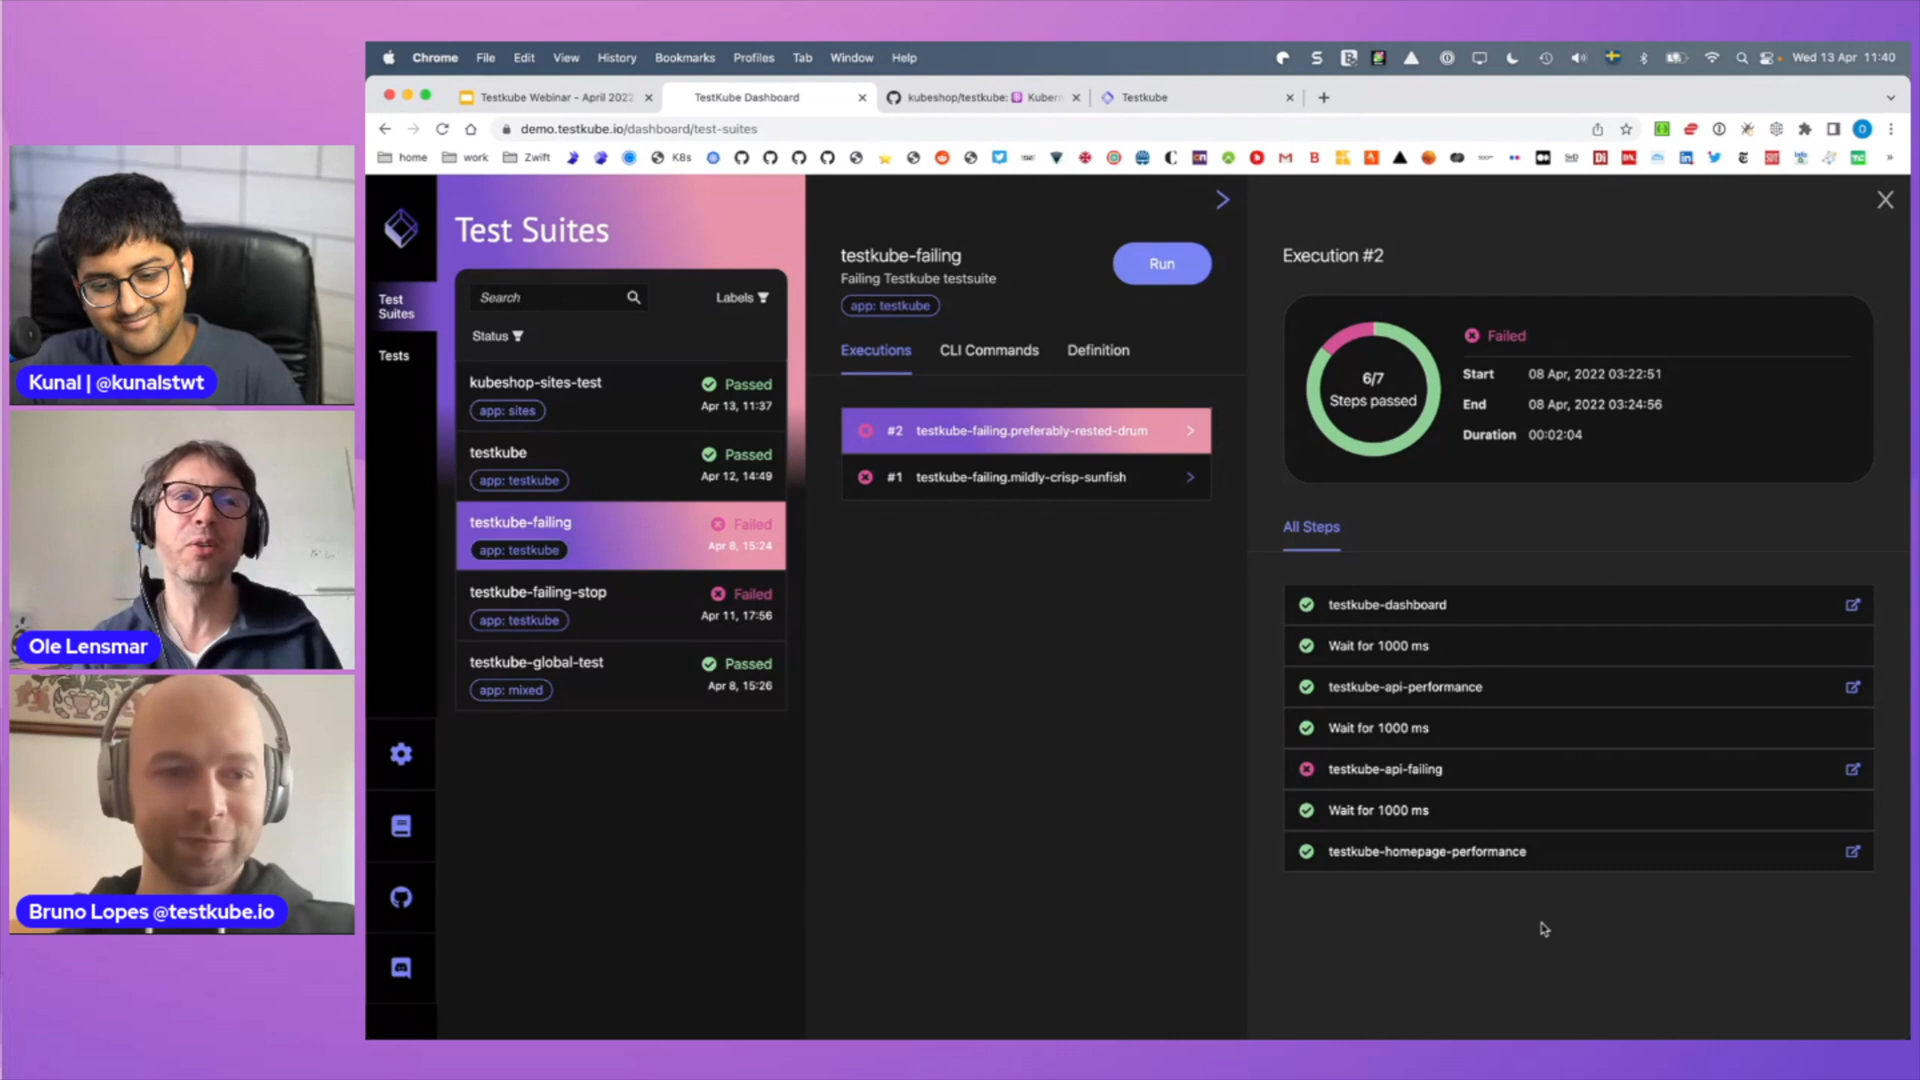 Chrome File Edit View History Bookmarks Profiles Tab Window Help
Wed 13 Apr 11:40
Testkube Webinar - April 2022
TestKube Dashboard
kubeshop/testkube: Kubern
Testkube
demo.testkube.io/dashboard/test-suites
home
work
Zwift
K8s
Test
Suites
Tests
Test Suites
Search
Labels
Status
kubeshop-sites-test
Passed
app: sites
Apr 13, 11:37
testkube
Passed
app: testkube
Apr 12, 14:49
testkube-failing
Failed
app: testkube
Apr 8, 15:24
testkube-failing-stop
Failed
app: testkube
Apr 11, 17:56
testkube-global-test
Passed
app: mixed
Apr 8, 15:26
testkube-failing
Failing Testkube testsuite
app: testkube
Run
Executions CLI Commands Definition
#2 testkube-failing.preferably-rested-drum
#1 testkube-failing.mildly-crisp-sunfish
Execution #2
6/7
Steps passed
Failed
Start 08 Apr, 2022 03:22:51
End 08 Apr, 2022 03:24:56
Duration 00:02:04
All Steps
testkube-dashboard
Wait for 1000 ms
testkube-api-performance
Wait for 1000 ms
testkube-api-failing
Wait for 1000 ms
testkube-homepage-performance
Kunal | @kunalstwt
Ole Lensmar
Bruno Lopes @testkube.io